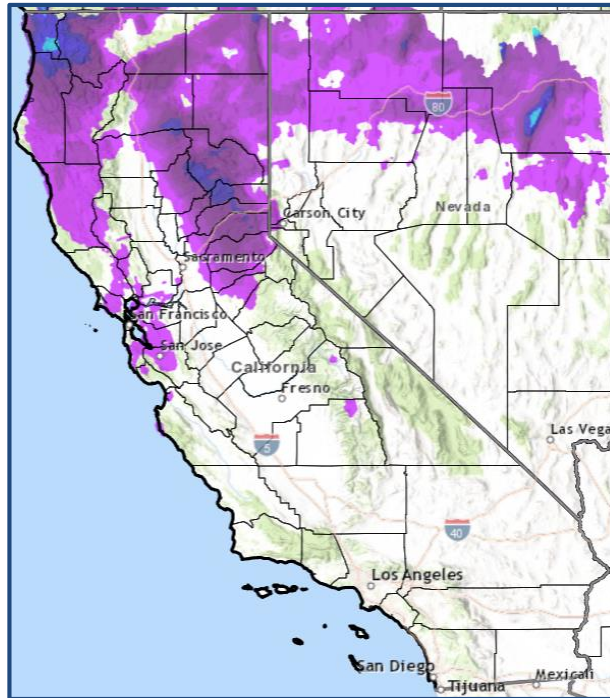 80
Carson City
Nevada
Sacramento
San Francisco
San Jose
California
Fresno
5
Las Vega
40
Los Angeles
San Diego
Tijuana
Mexicali